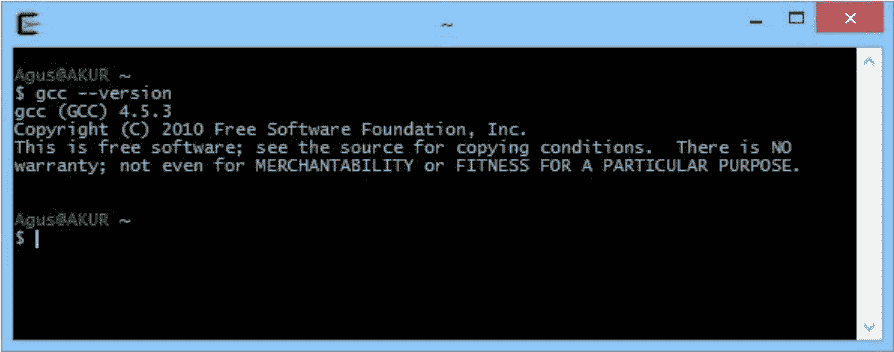 ~
Agus@AKUR ~
$ gcc --version
gcc (GCC) 4.5.3
Copyright (C) 2010 Free Software Foundation, Inc.
This is free software; see the source for copying conditions.  There is NO
warranty; not even for MERCHANTABILITY or FITNESS FOR A PARTICULAR PURPOSE.
Agus@AKUR ~
$